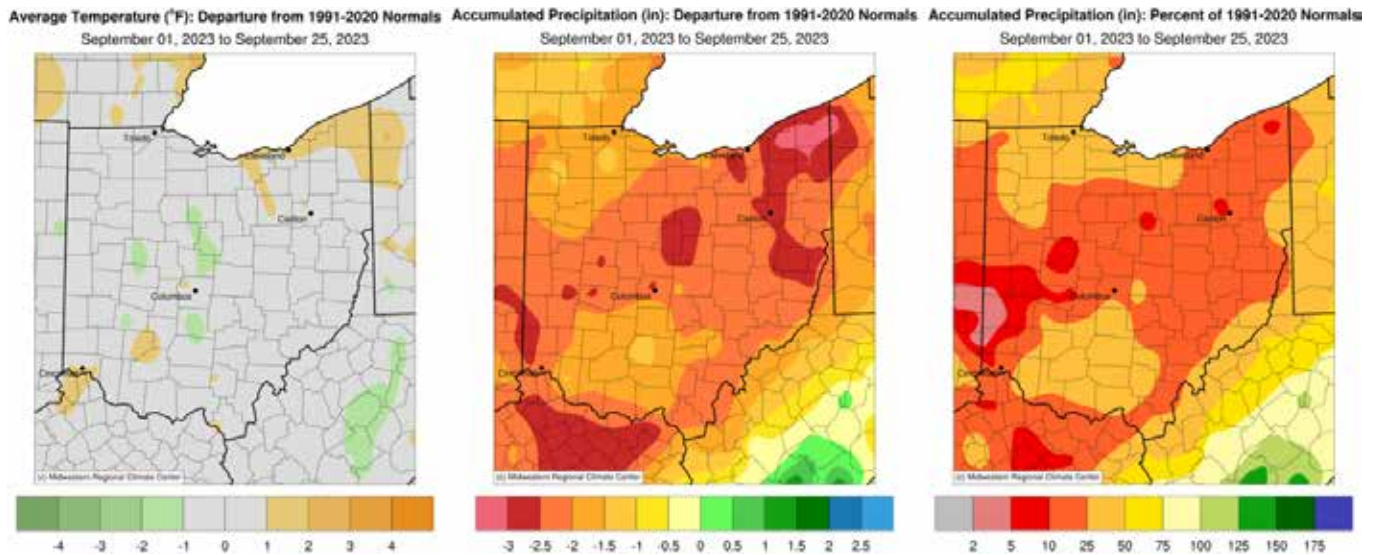 Average Temperature (°F): Departure from 1991-2020 Normals
September 01, 2023 to September 25, 2023
Toledo
Cleveland
Canton
Columbus
Cincinnati
(c) Midwestern Regional Climate Center
-4 -3 -2 -1 0 1 2 3 4
Accumulated Precipitation (in): Departure from 1991-2020 Normals
September 01, 2023 to September 25, 2023
Toledo
Cleveland
Canton
Columbus
Cincinnati
(c) Midwestern Regional Climate Center
-3 -2.5 -2 -1.5 -1 -0.5 0 0.5 1 1.5 2 2.5
Accumulated Precipitation (in): Percent of 1991-2020 Normals
September 01, 2023 to September 25, 2023
Toledo
Cleveland
Canton
Columbus
Cincinnati
(c) Midwestern Regional Climate Center
2 5 10 25 50 75 100 125 150 175